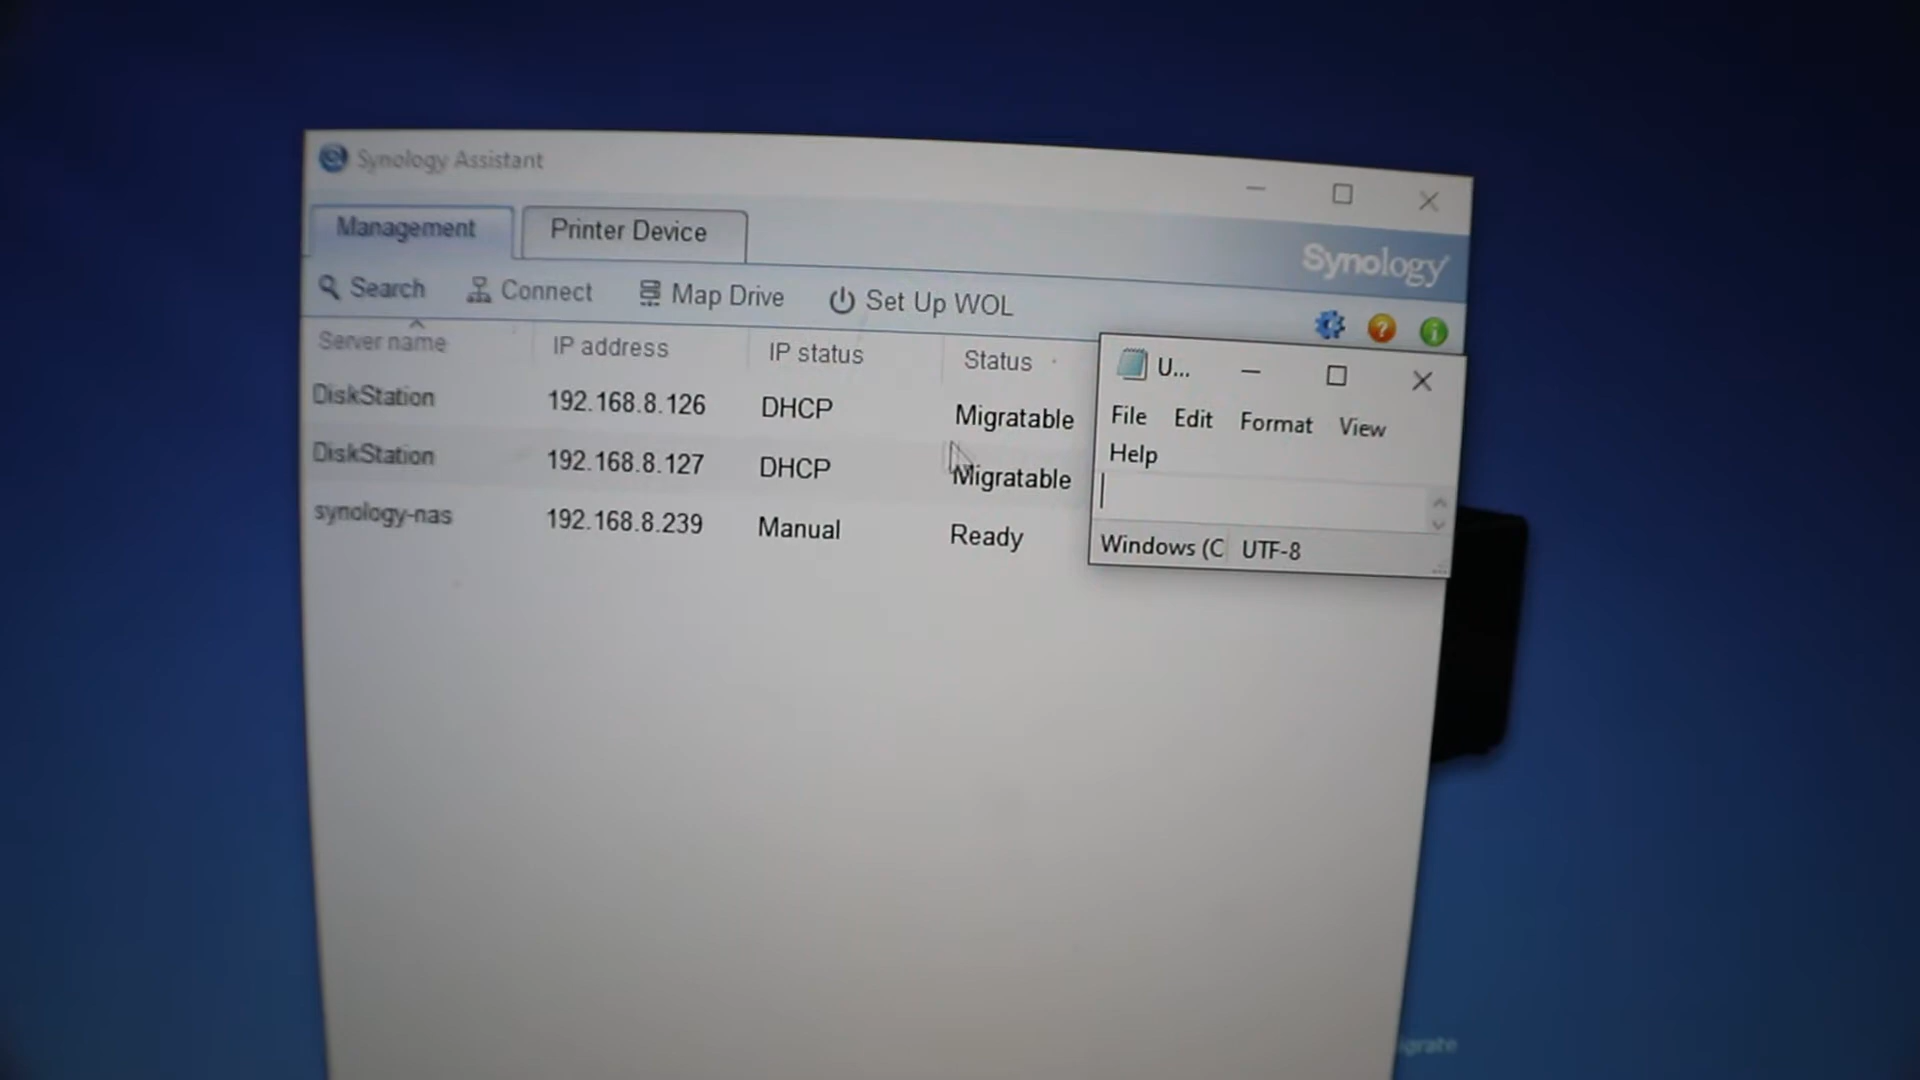 Synology Assistant
Management Printer Device
Synology
Search Connect Map Drive Set Up WOL
Server name IP address IP status Status
DiskStation 192.168.8.126 DHCP Migratable
DiskStation 192.168.8.127 DHCP Migratable
synology-nas 192.168.8.239 Manual Ready
U...
File Edit Format View
Help
Windows (C UTF-8